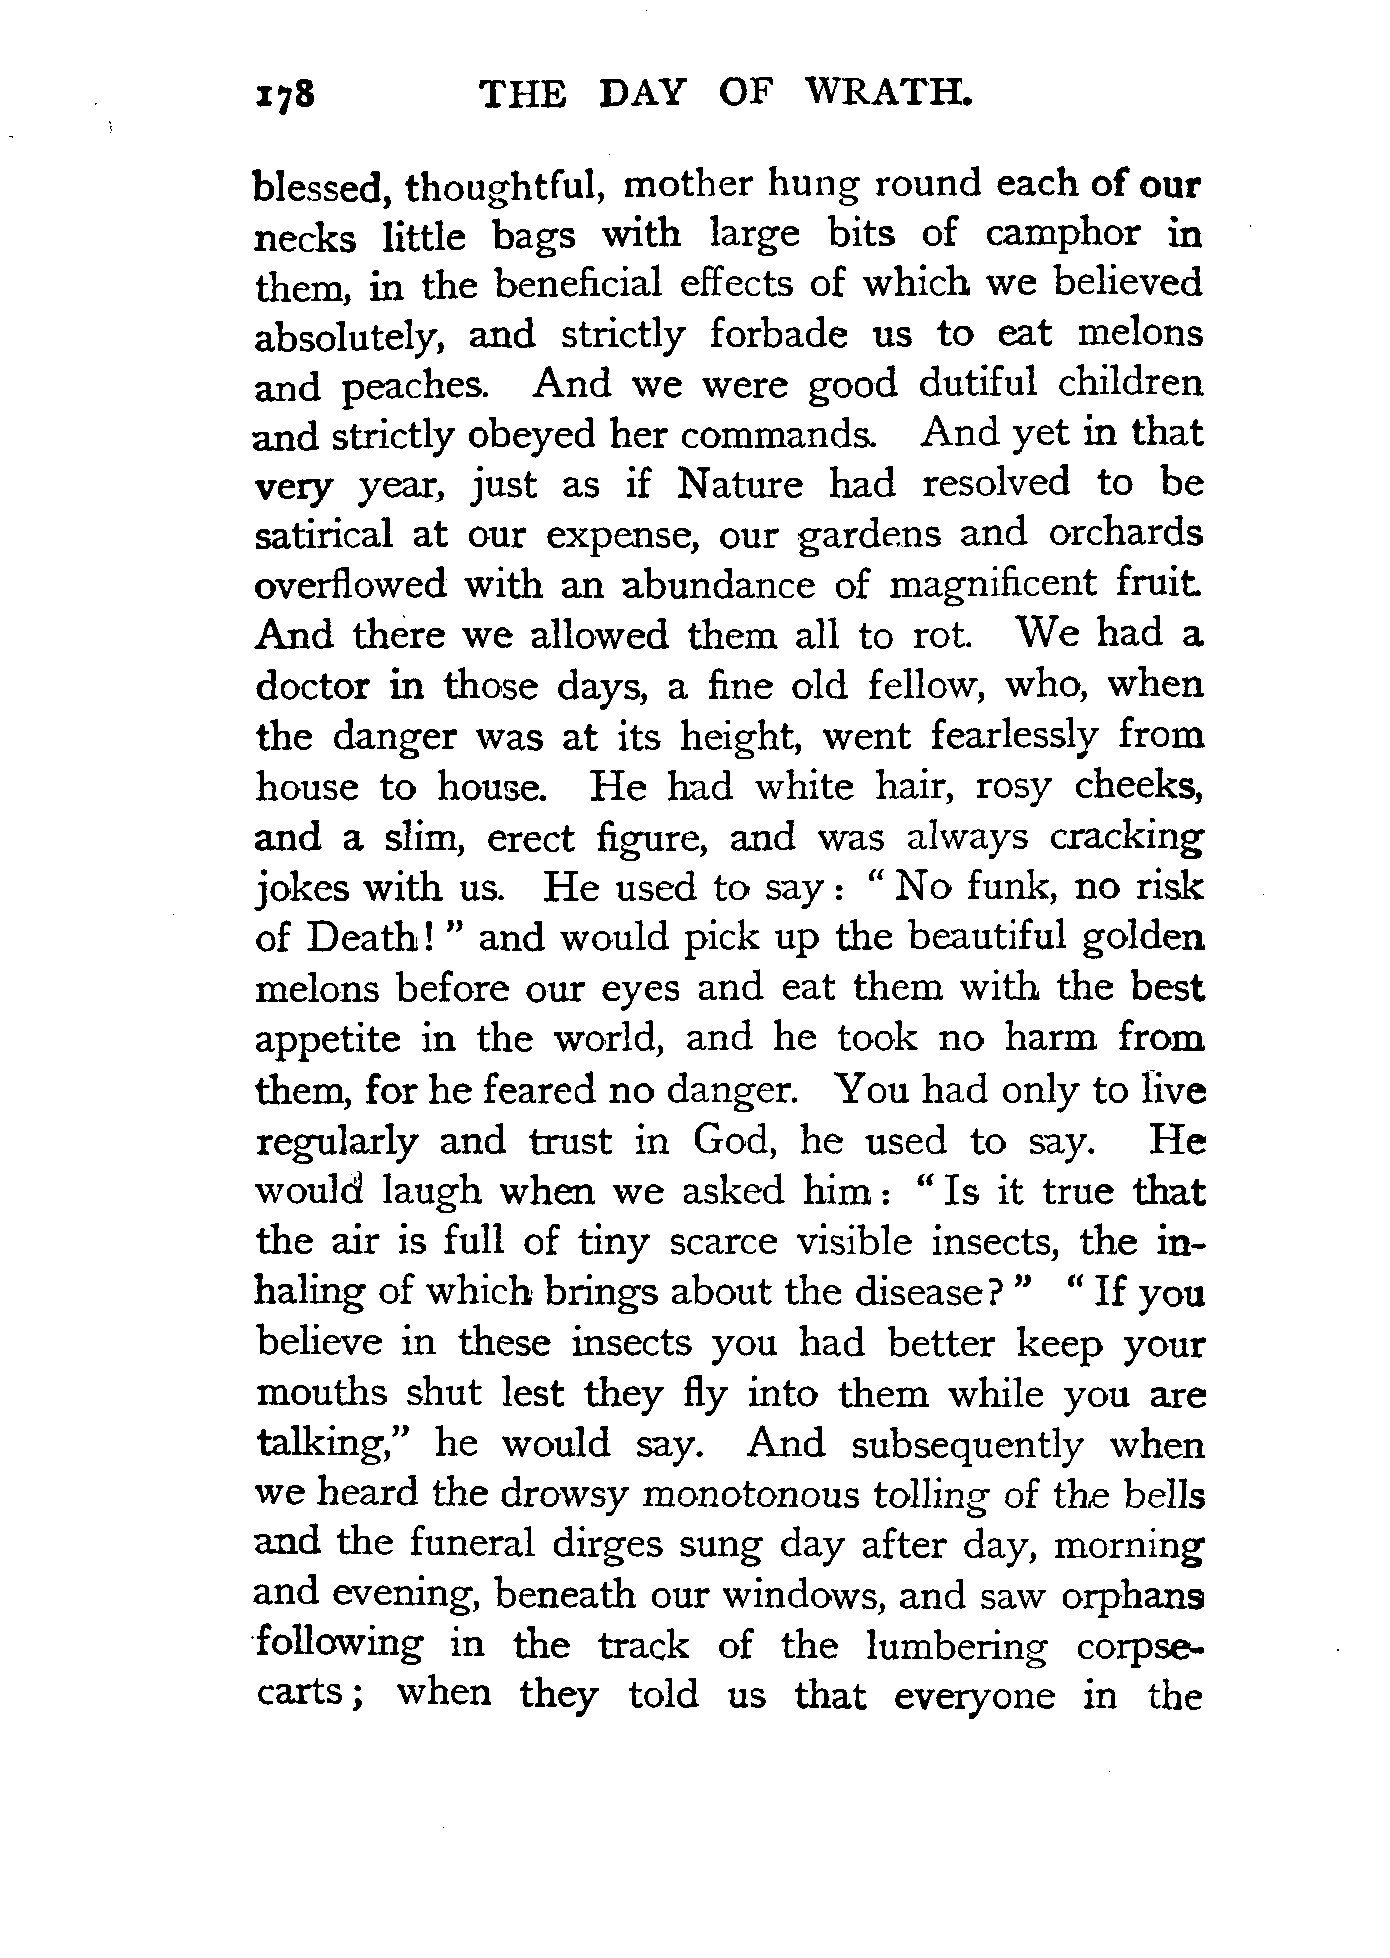 178 THE DAY OF WRATH.
blessed, thoughtful, mother hung round each of our
necks little bags with large bits of camphor in
them, in the beneficial effects of which we believed
absolutely, and strictly forbade us to eat melons
and peaches. And we were good dutiful children
and strictly obeyed her commands. And yet in that
very year, just as if Nature had resolved to be
satirical at our expense, our gardens and orchards
overflowed with an abundance of magnificent fruit.
And there we allowed them all to rot. We had a
doctor in those days, a fine old fellow, who, when
the danger was at its height, went fearlessly from
house to house. He had white hair, rosy cheeks,
and a slim, erect figure, and was always cracking
jokes with us. He used to say: “No funk, no risk
of Death!” and would pick up the beautiful golden
melons before our eyes and eat them with the best
appetite in the world, and he took no harm from
them, for he feared no danger. You had only to live
regularly and trust in God, he used to say. He
would laugh when we asked him: “Is it true that
the air is full of tiny scarce visible insects, the in-
haling of which brings about the disease?” “If you
believe in these insects you had better keep your
mouths shut lest they fly into them while you are
talking,” he would say. And subsequently when
we heard the drowsy monotonous tolling of the bells
and the funeral dirges sung day after day, morning
and evening, beneath our windows, and saw orphans
following in the track of the lumbering corpse-
carts; when they told us that everyone in the